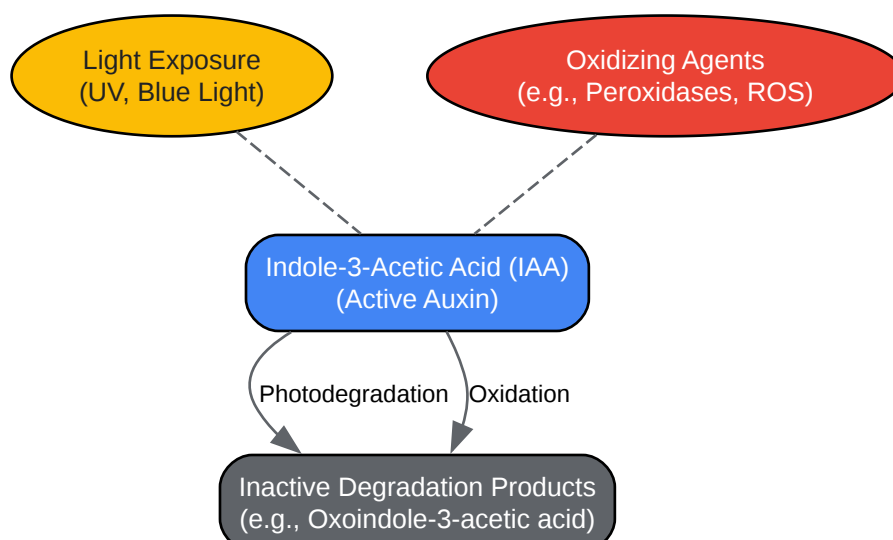 Light Exposure
(UV, Blue Light)
Oxidizing Agents
(e.g., Peroxidases, ROS)
Indole-3-Acetic Acid (IAA)
(Active Auxin)
Photodegradation
Oxidation
Inactive Degradation Products
(e.g., Oxoindole-3-acetic acid)